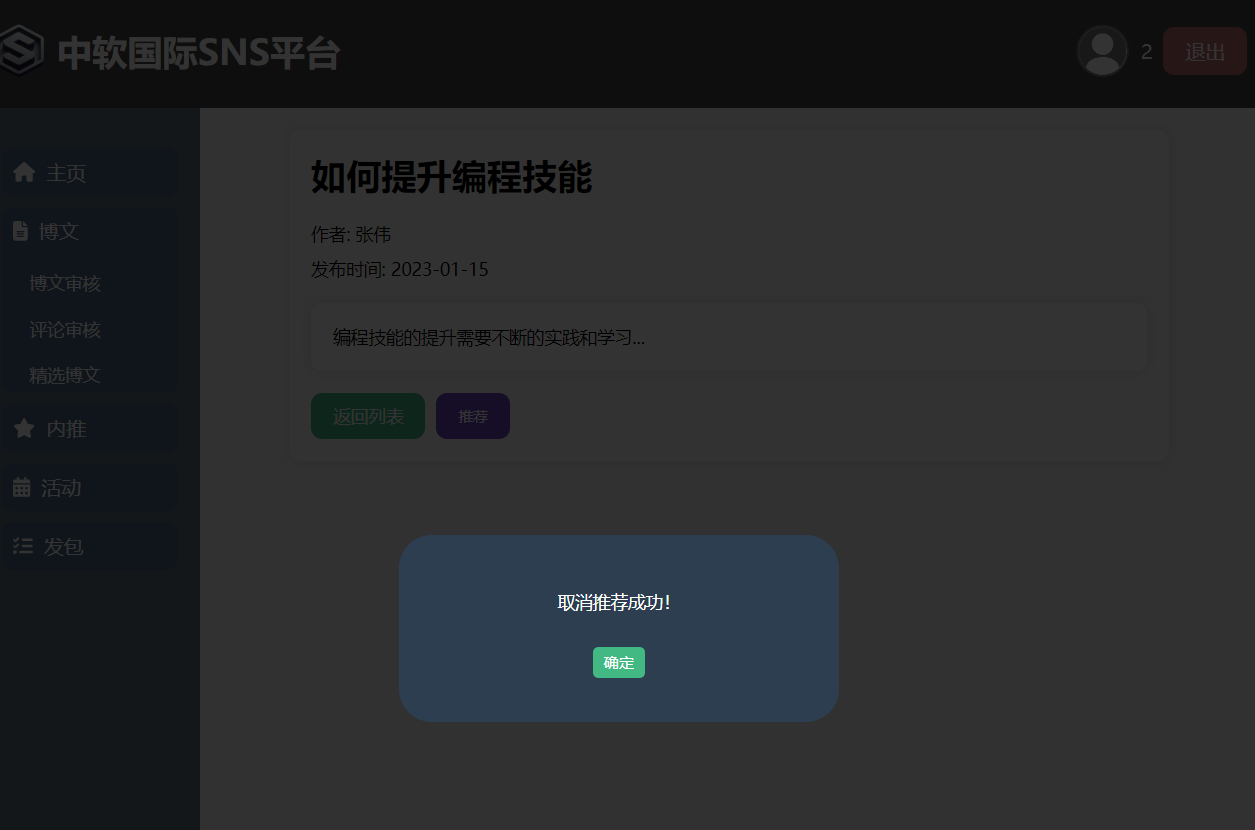 中软国际SNS平台
2
退出
主页
博文
博文审核
评论审核
精选博文
内推
活动
发包
如何提升编程技能
作者: 张伟
发布时间: 2023-01-15
编程技能的提升需要不断的实践和学习...
返回列表
推荐
取消推荐成功!
确定